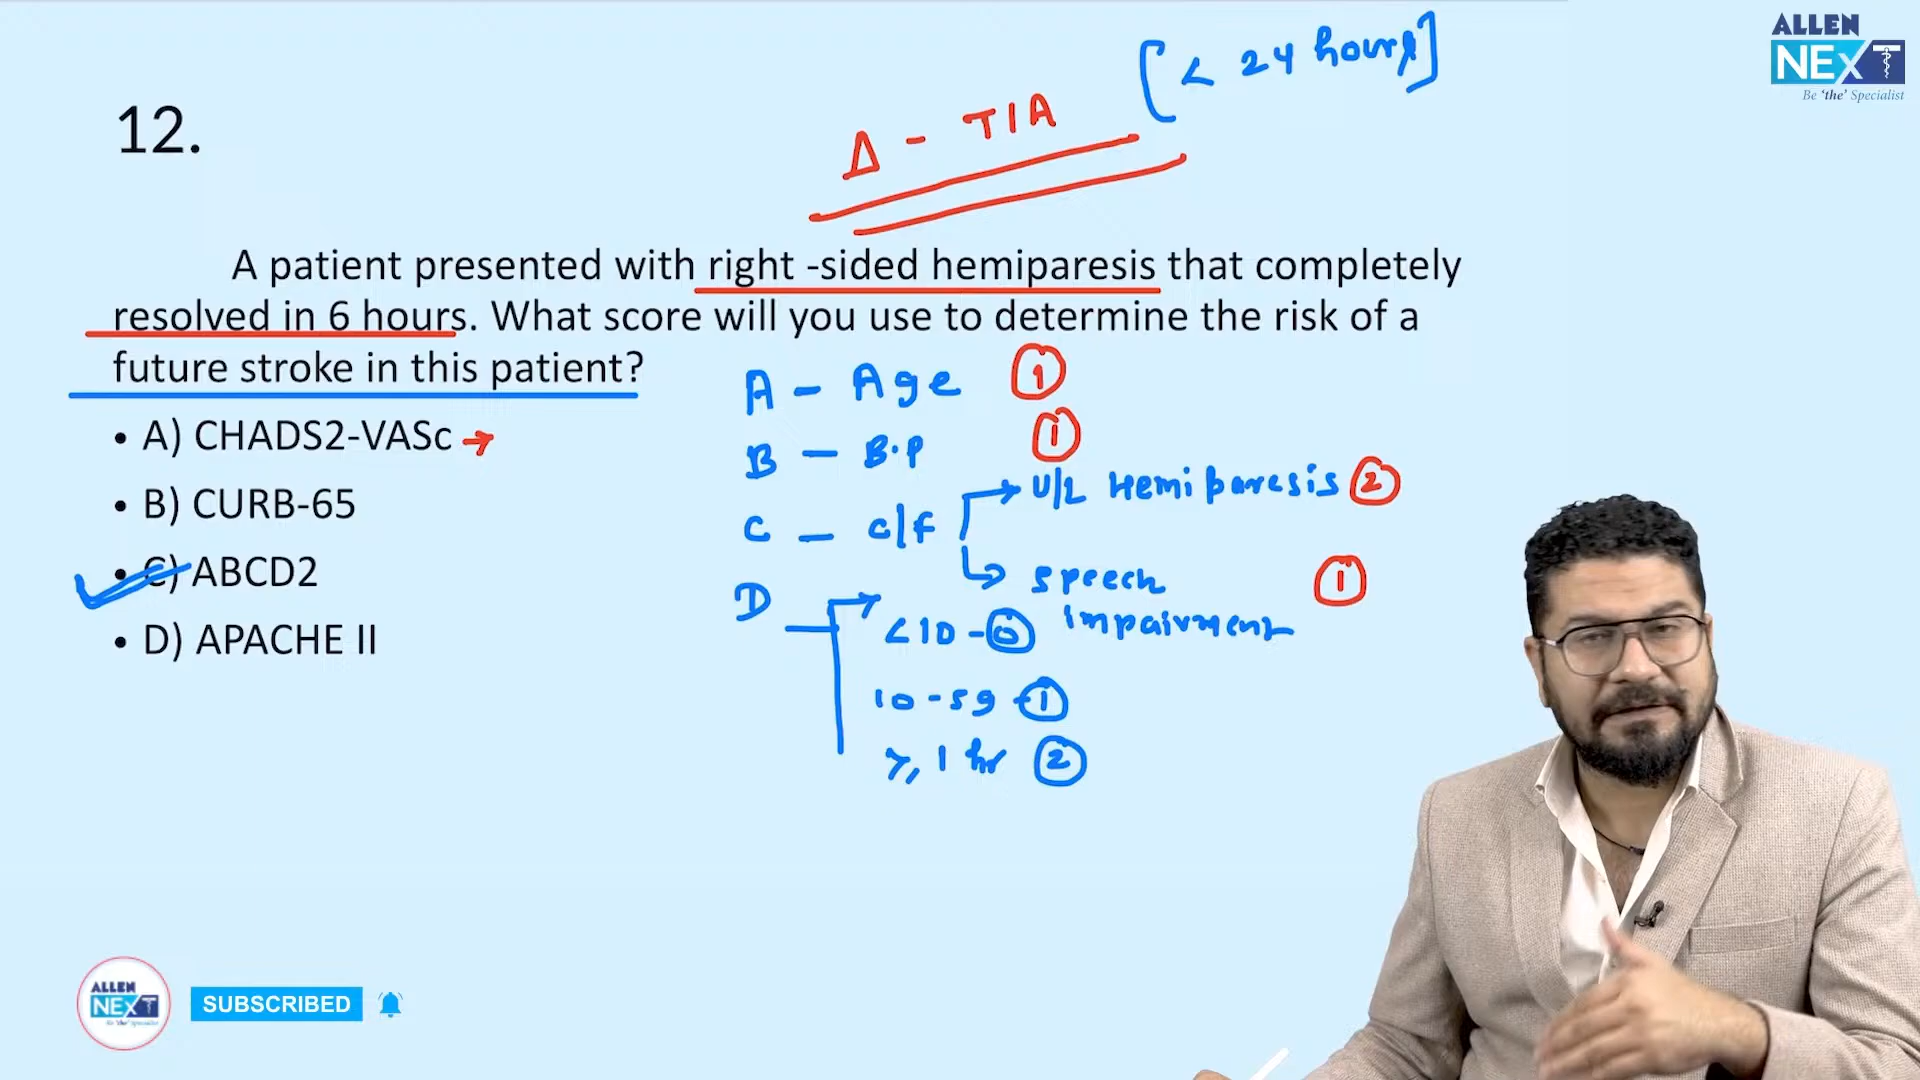 ALLEN
NEXT
Be 'the' Specialist
[< 24 hours]
Δ - TIA
12.
A patient presented with right -sided hemiparesis that completely
resolved in 6 hours. What score will you use to determine the risk of a
future stroke in this patient?
• A) CHADS2-VASc →
• B) CURB-65
• C) ABCD2
• D) APACHE II
A - Age 1
B - B.P 1
C - c/f → U/L Hemiparesis 2
→ speech 1
impairment
D → <10 - 0
10 - 59 - 1
≥ 1 hr 2
ALLEN
NEXT
Be 'the' Specialist
SUBSCRIBED